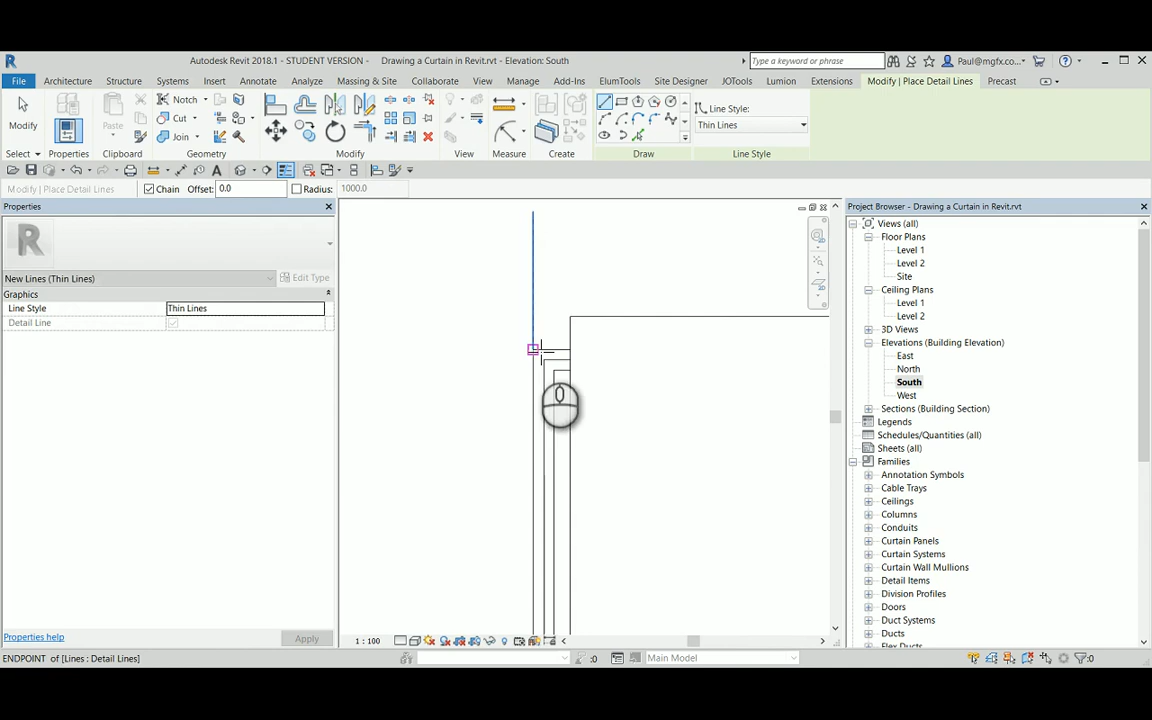 Autodesk Revit 2018.1 - STUDENT VERSION - Drawing a Curtain in Revit.rvt - Elevation: South
Type a keyword or phrase
Paul@mgfx.co...
File Architecture Structure Systems Insert Annotate Analyze Massing & Site Collaborate View Manage Add-Ins ElumTools Site Designer JOTools Lumion Extensions Modify | Place Detail Lines Precast
Notch
Line Style:
Modify
Paste
Cut
Thin Lines
Join
Select Properties Clipboard Geometry Modify View Measure Create Draw Line Style
Modify | Place Detail Lines Chain Offset: 0.0 Radius: 1000.0
Properties
Project Browser - Drawing a Curtain in Revit.rvt
R
New Lines (Thin Lines) Edit Type
Graphics
Line Style Thin Lines
Detail Line
Properties help Apply
2D
Views (all)
Floor Plans
Level 1
Level 2
Site
Ceiling Plans
Level 1
Level 2
3D Views
Elevations (Building Elevation)
East
North
South
West
Sections (Building Section)
Legends
Schedules/Quantities (all)
Sheets (all)
Families
Annotation Symbols
Cable Trays
Ceilings
Columns
Conduits
Curtain Panels
Curtain Systems
Curtain Wall Mullions
Detail Items
Division Profiles
Doors
Duct Systems
Ducts
Flex Ducts
1 : 100
ENDPOINT of [Lines : Detail Lines]
:0
Main Model
:0